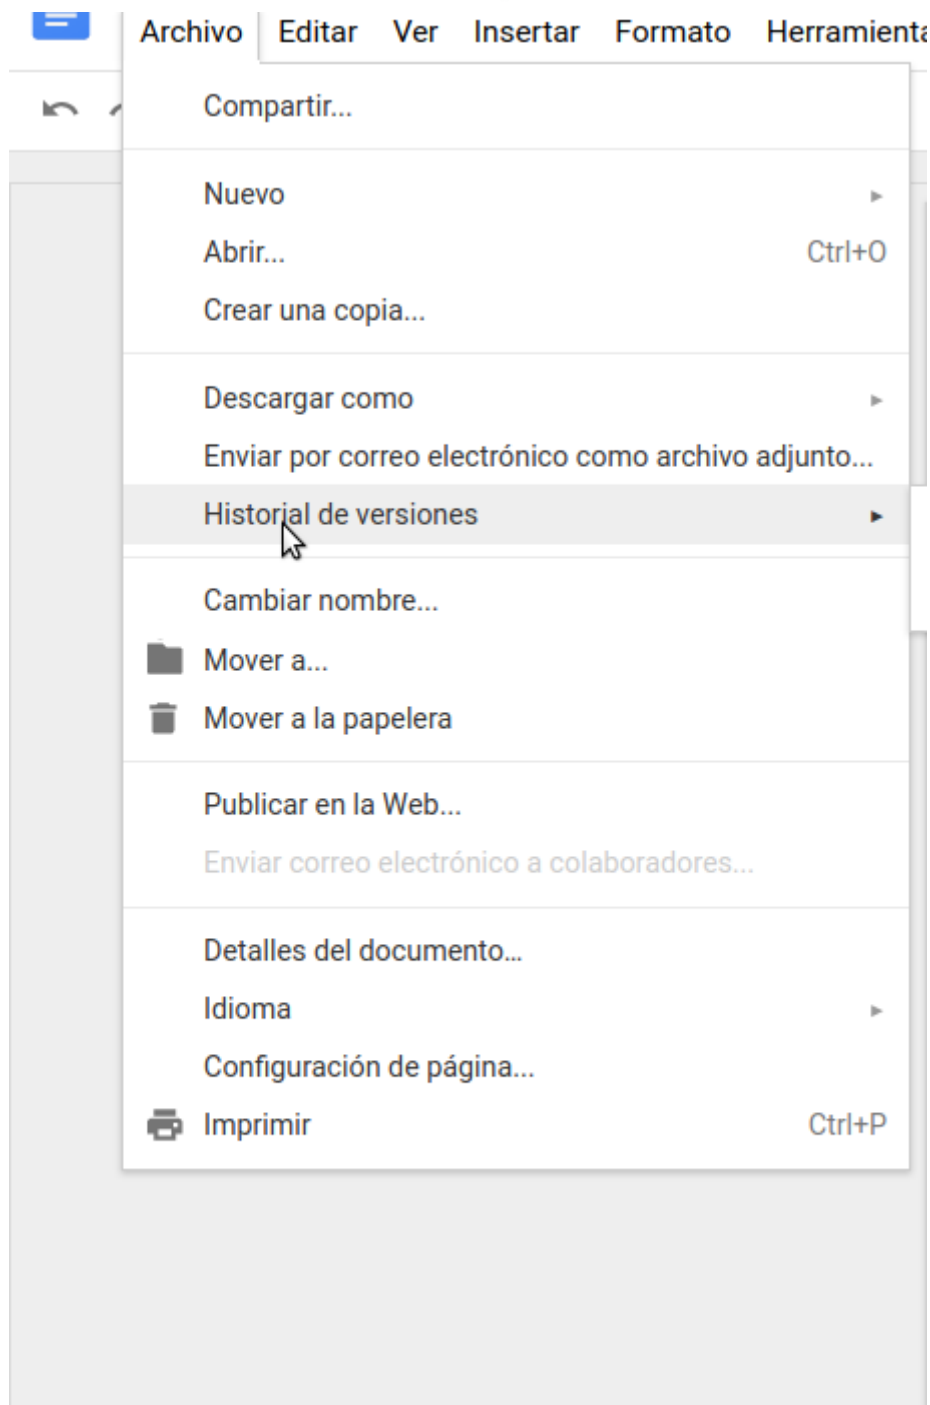 Archivo Editar Ver Insertar Formato
Compartir...
Nuevo
Abrir... Ctrl+O
Crear una copia...
Descargar como
Enviar por correo electrónico como archivo adjunto...
Historial de versiones
Cambiar nombre...
Mover a...
Mover a la papelera
Publicar en la Web...
Enviar correo electrónico a colaboradores...
Detalles del documento...
Idioma
Configuración de página...
Imprimir Ctrl+P